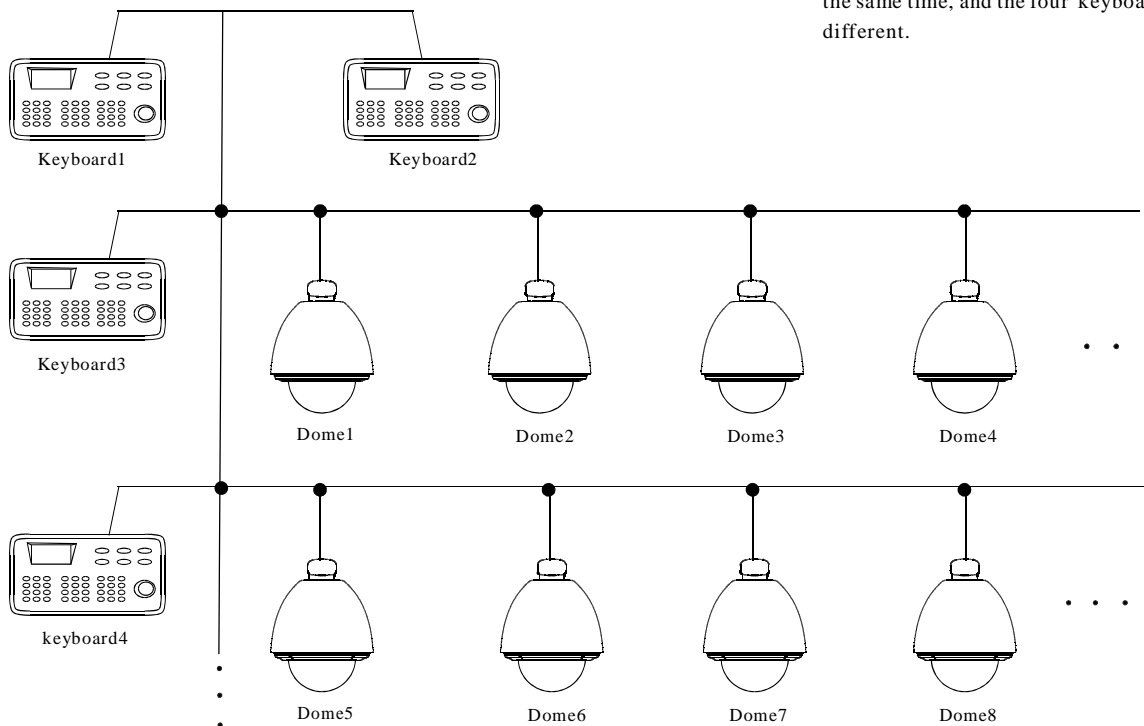 the same time, and the four keyboa
different.
Keyboard1
Keyboard2
Keyboard3
Dome1
Dome2
Dome3
Dome4
keyboard4
Dome5
Dome6
Dome7
Dome8